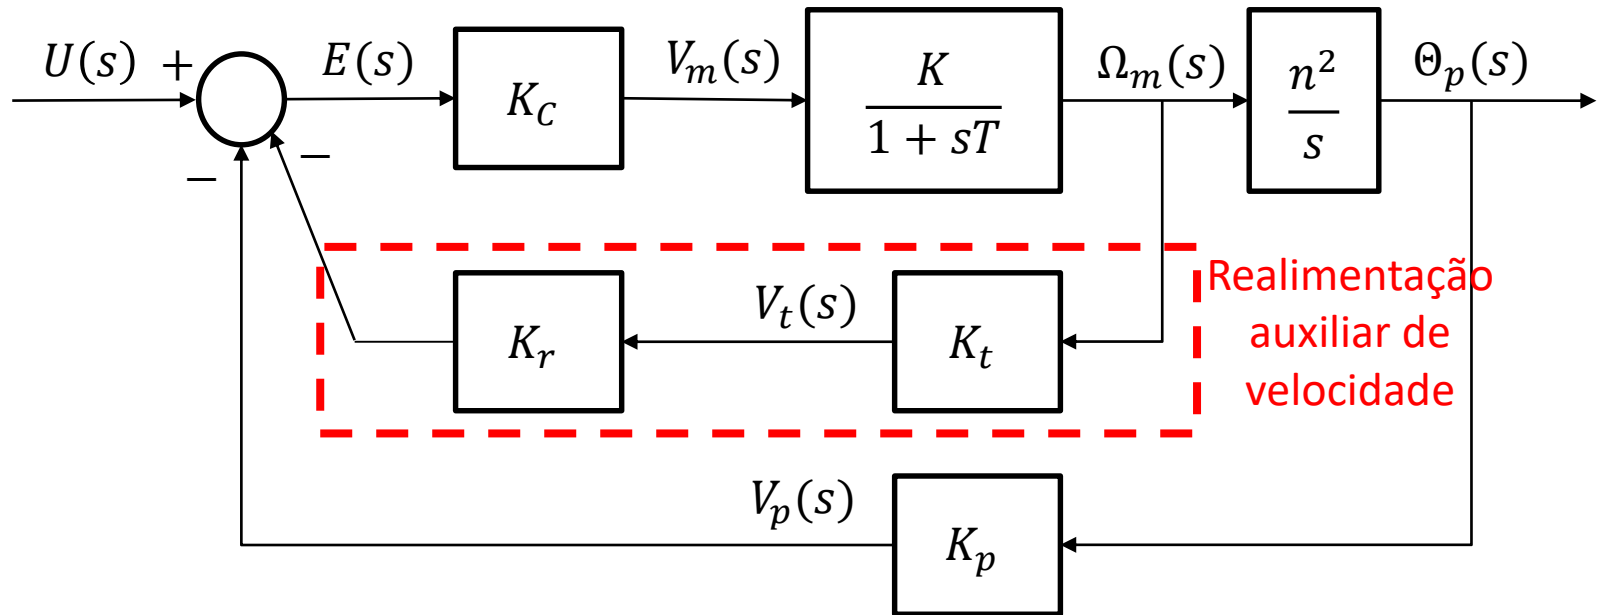 U(s) +
E(s)
K_C
V_m(s)
K
1 + sT
Ω_m(s)
n²
s
Θ_p(s)
−
−
K_r
V_t(s)
K_t
Realimentação
auxiliar de
velocidade
V_p(s)
K_p